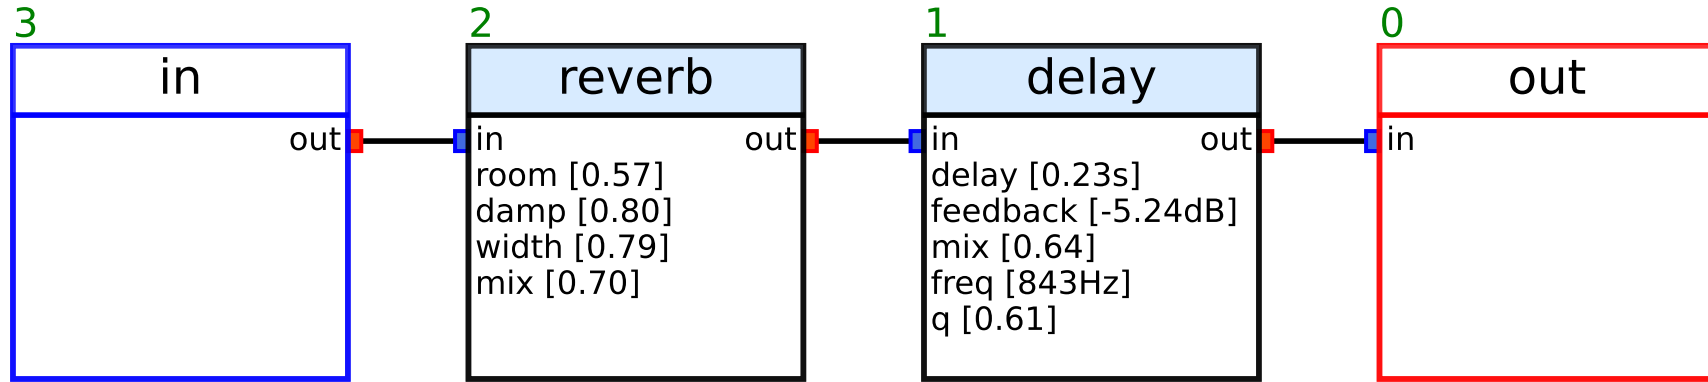 3
in
out
2
reverb
in out
room [0.57]
damp [0.80]
width [0.79]
mix [0.70]
1
delay
in out
delay [0.23s]
feedback [-5.24dB]
mix [0.64]
freq [843Hz]
q [0.61]
0
out
in